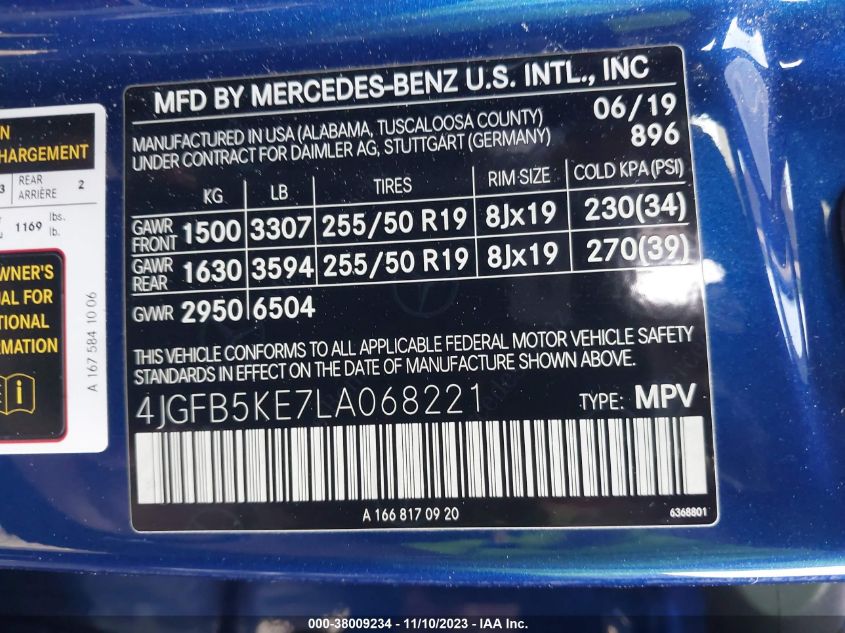 MFD BY MERCEDES-BENZ U.S. INTL., INC
MANUFACTURED IN USA (ALABAMA, TUSCALOOSA COUNTY) 06/19
UNDER CONTRACT FOR DAIMLER AG, STUTTGART (GERMANY) 896
KG LB TIRES RIM SIZE COLD KPA (PSI)
GAWR FRONT 1500 3307 255/50 R19 8Jx19 230(34)
GAWR REAR 1630 3594 255/50 R19 8Jx19 270(39)
GVWR 2950 6504
THIS VEHICLE CONFORMS TO ALL APPLICABLE FEDERAL MOTOR VEHICLE SAFETY
STANDARDS IN EFFECT ON THE DATE OF MANUFACTURE SHOWN ABOVE.
4JGFB5KE7LA068221 TYPE: MPV
A 166 817 09 20 6368801
HARGEMENT
3 REAR 2
ARRIÈRE
1169 lbs.
lb.
OWNER'S
FOR
A 167 584 10 06
000-38009234 - 11/10/2023 - IAA Inc.